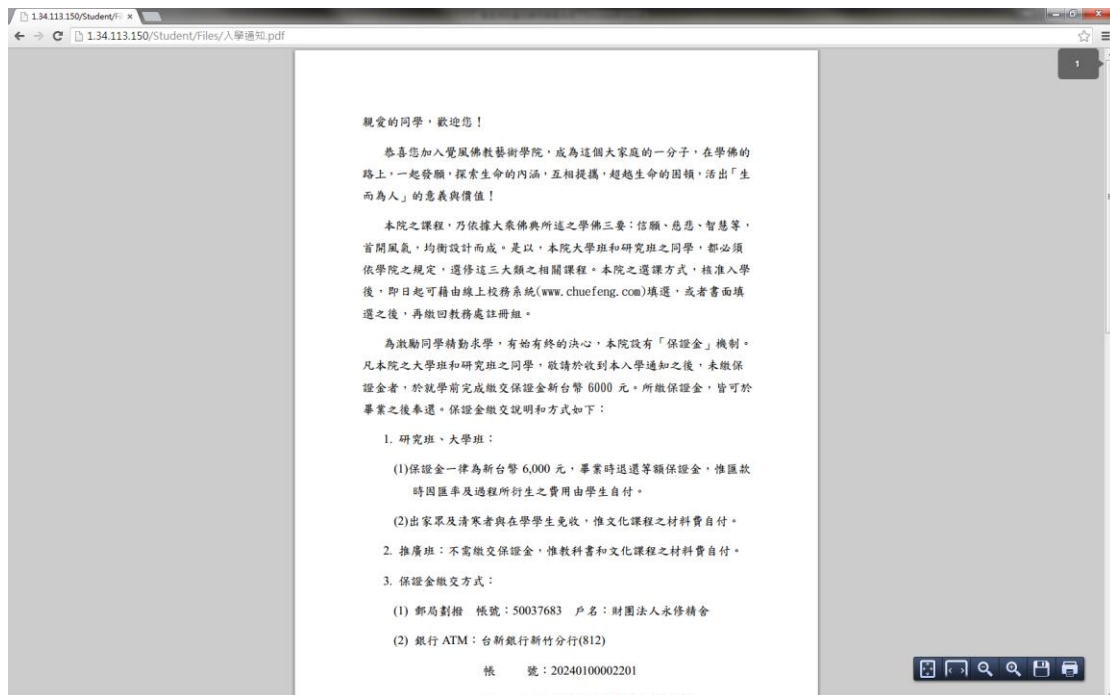 1.34.113.150/Student/Fi
1.34.113.150/Student/Files/入學通知.pdf
1
親愛的同學，歡迎您！
恭喜您加入覺風佛教藝術學院，成為這個大家庭的一分子，在學佛的
路上，一起發願，探索生命的內涵，互相提攜，超越生命的困頓，活出「生
而為人」的意義與價值！
本院之課程，乃依據大乘佛典所述之學佛三要：信願、慈悲、智慧等，
首開風氣，均衡設計而成。是以，本院大學班和研究班之同學，都必須
依學院之規定，選修這三大類之相關課程。本院之選課方式，核准入學
後，即日起可藉由線上校務系統(www.chuefeng.com)填選，或者書面填
選之後，再繳回教務處註冊組。
為激勵同學精勤求學，有始有終的決心，本院設有「保證金」機制。
凡本院之大學班和研究班之同學，敬請於收到本入學通知之後，未繳保
證金者，於就學前完成繳交保證金新台幣 6000 元。所繳保證金，皆可於
畢業之後奉還。保證金繳交說明和方式如下：
1. 研究班、大學班：
(1)保證金一律為新台幣 6,000 元，畢業時退還等額保證金，惟匯款
時因匯率及過程所衍生之費用由學生自付。
(2)出家眾及清寒者與在學學生免收，惟文化課程之材料費自付。
2. 推廣班：不需繳交保證金，惟教科書和文化課程之材料費自付。
3. 保證金繳交方式：
(1) 郵局劃撥 帳號：50037683 戶名：財團法人永修精舍
(2) 銀行 ATM：台新銀行新竹分行(812)
帳 號：20240100002201